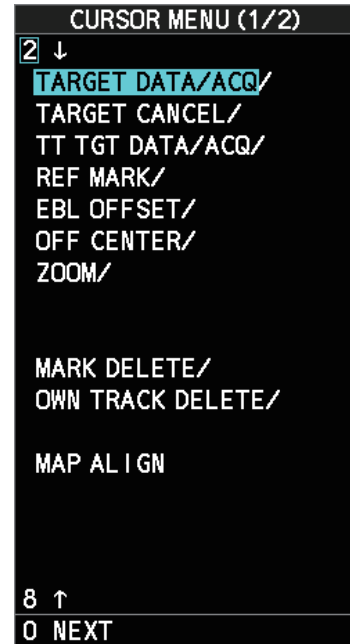 CURSOR MENU (1/2)
2 ↓
TARGET DATA/ACQ/
TARGET CANCEL/
TT TGT DATA/ACQ/
REF MARK/
EBL OFFSET/
OFF CENTER/
ZOOM/
MARK DELETE/
OWN TRACK DELETE/
MAP ALIGN
8 ↑
0 NEXT